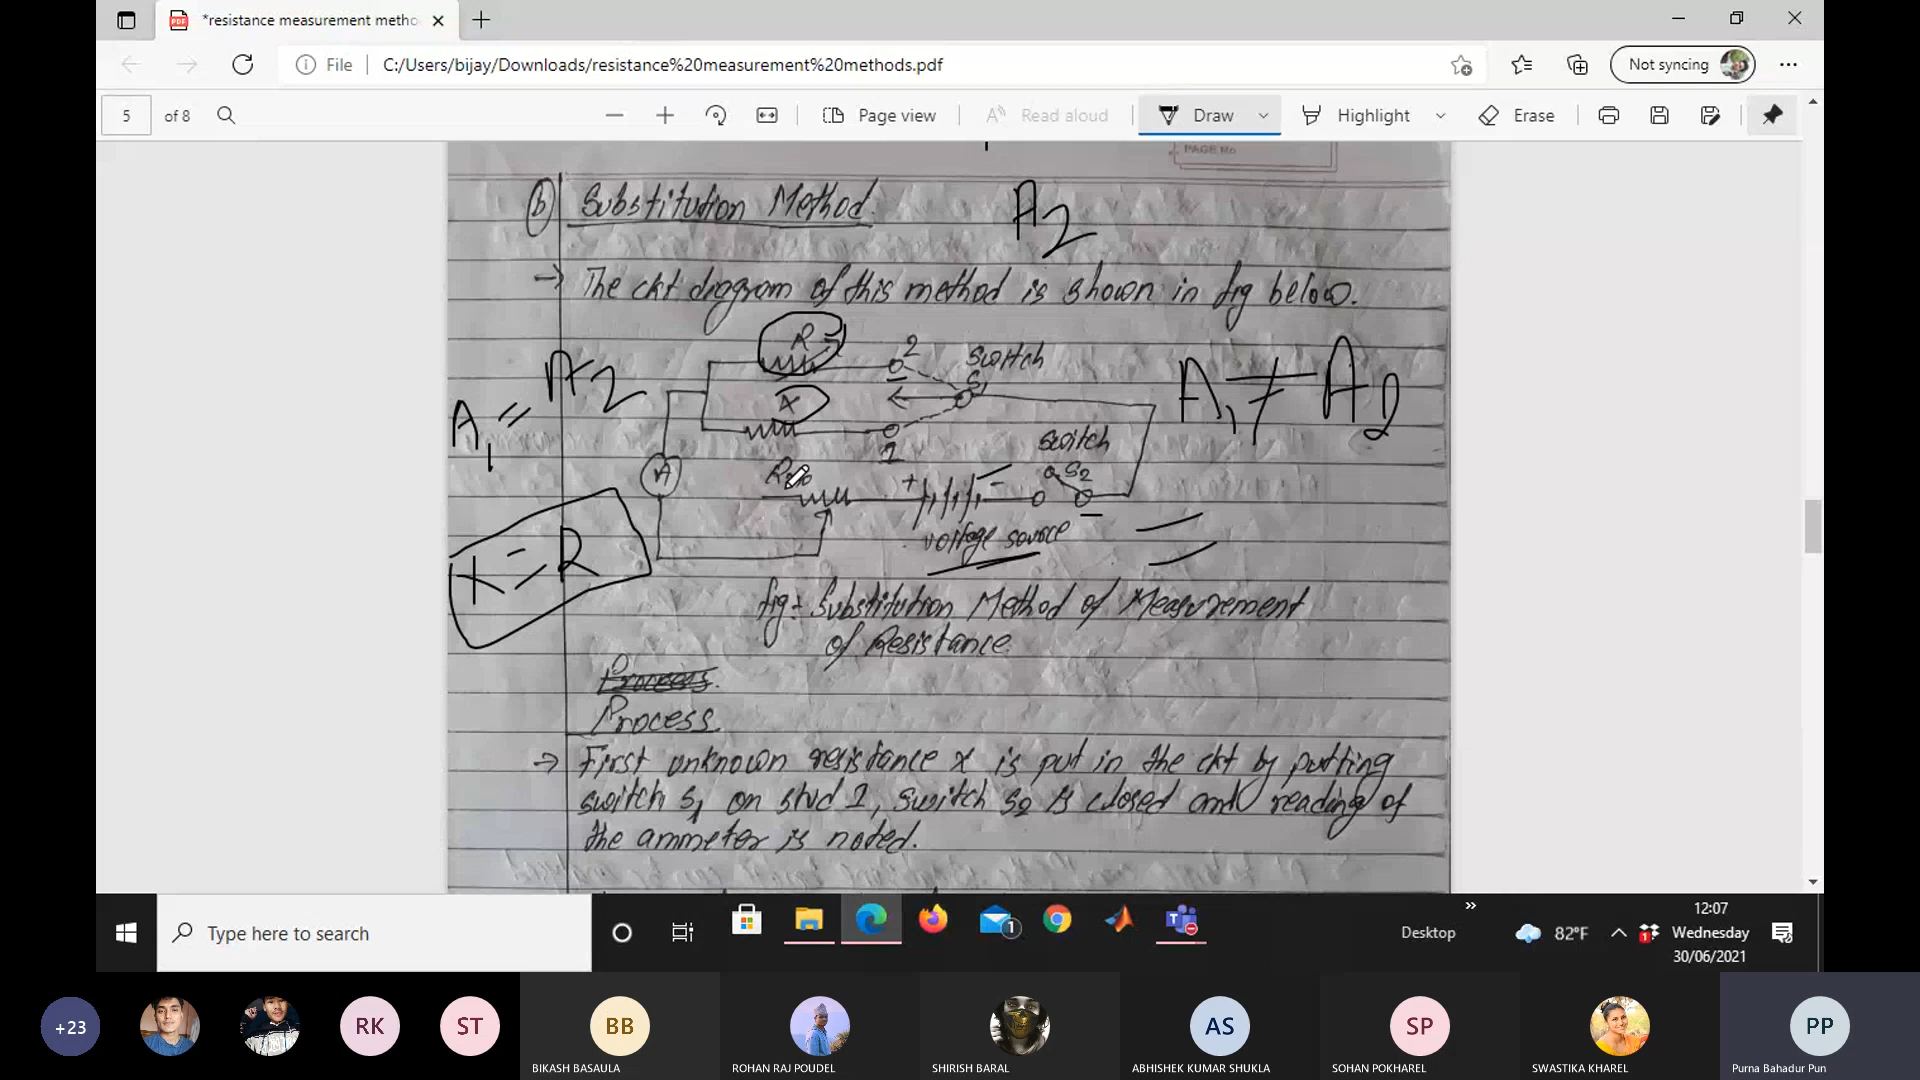 *resistance measurement metho
File C:/Users/bijay/Downloads/resistance%20measurement%20methods.pdf
Not syncing
5 of 8
Page view
Read aloud
Draw
Highlight
Erase
PAGE No
(b) Substitution Method.
A2
→ The ckt diagram of this method is shown in fig below.
R
2
switch
S1
A1 = A2
A1 ≠ A2
X
1
switch
S2
A
+ -
voltage source
X = R
fig:- Substitution Method of Measurement
of Resistance.
Process.
Process
→ First unknown resistance x is put in the ckt by putting
switch S1 on stud 1, switch S2 is closed and reading of
the ammeter is noted.
Type here to search
1
Desktop
82°F
1
12:07
Wednesday
30/06/2021
+23
RK
ST
BB
BIKASH BASAULA
ROHAN RAJ POUDEL
SHIRISH BARAL
AS
ABHISHEK KUMAR SHUKLA
SP
SOHAN POKHAREL
SWASTIKA KHAREL
PP
Purna Bahadur Pun